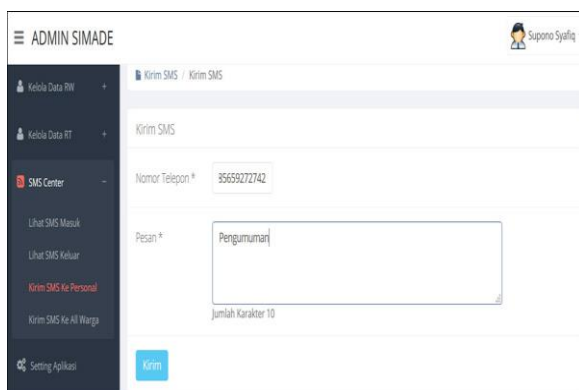 ADMIN SIMADE
Supono Syafiq
Kelola Data RW +
Kelola Data RT +
SMS Center −
Lihat SMS Masuk
Lihat SMS Keluar
Kirim SMS Ke Personal
Kirim SMS Ke All Warga
Setting Aplikasi
Kirim SMS / Kirim SMS
Kirim SMS
Nomor Telepon * 35659272742
Pesan * Pengumuman
Jumlah Karakter 10
Kirim